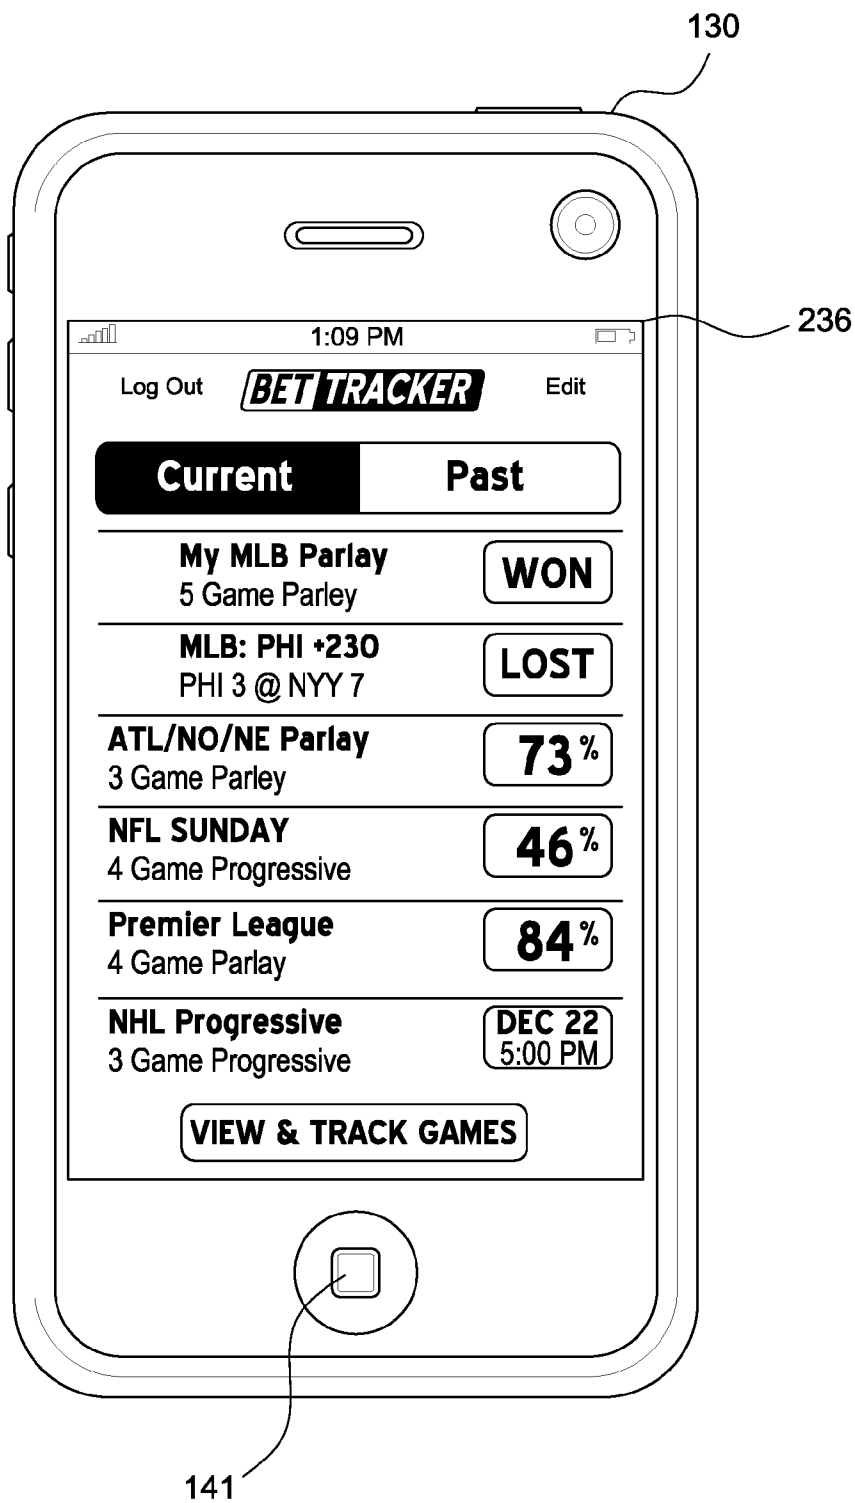 130
236
1:09 PM
Log Out BET TRACKER Edit
Current Past
My MLB Parlay
5 Game Parley
WON
MLB: PHI +230
PHI 3 @ NYY 7
LOST
ATL/NO/NE Parlay
3 Game Parley
73%
NFL SUNDAY
4 Game Progressive
46%
Premier League
4 Game Parlay
84%
NHL Progressive
3 Game Progressive
DEC 22
5:00 PM
VIEW & TRACK GAMES
141